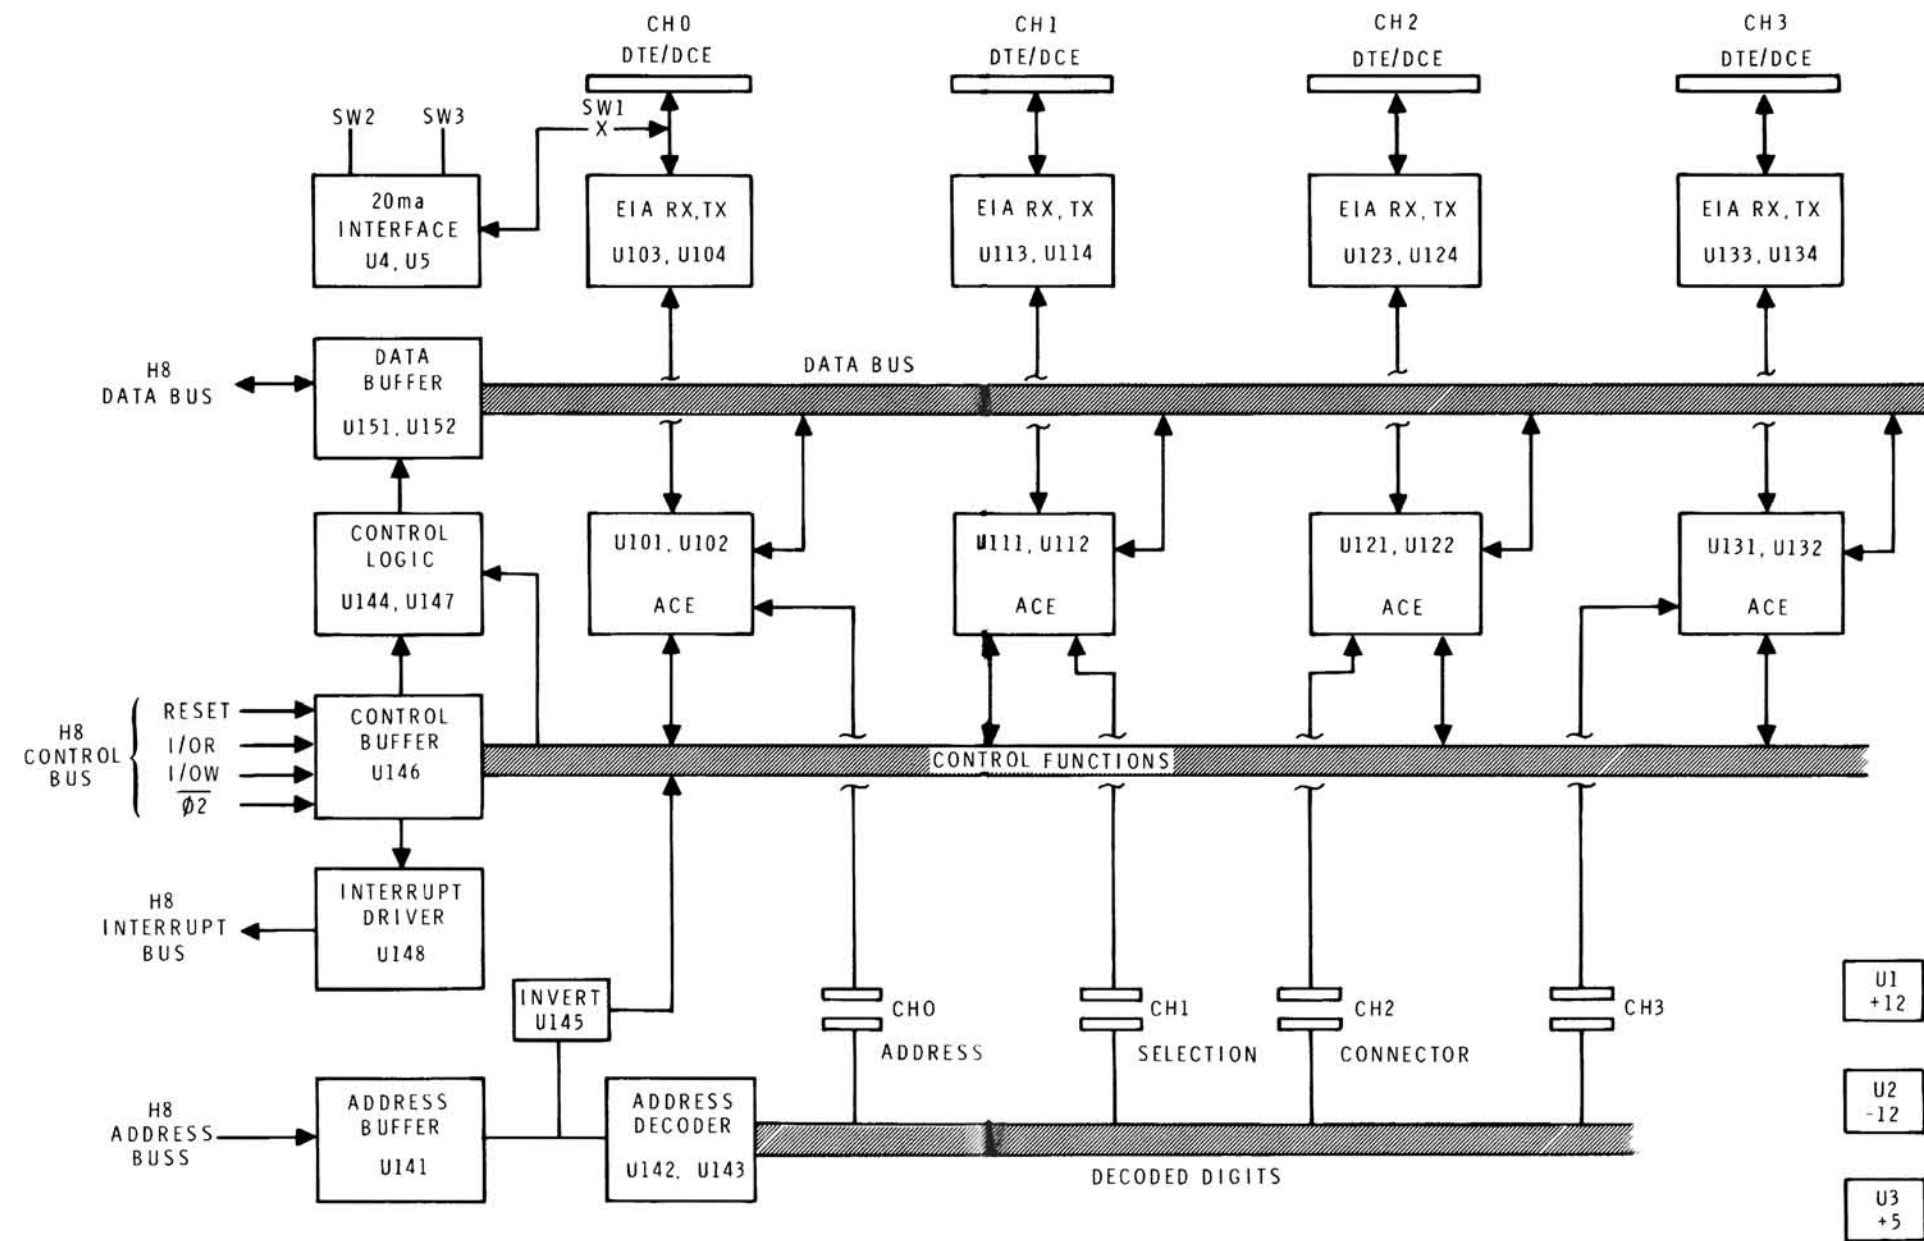 CH0
DTE/DCE
CH1
DTE/DCE
CH2
DTE/DCE
CH3
DTE/DCE
SW1
X
SW2
SW3
20ma
INTERFACE
U4, U5
EIA RX, TX
U103, U104
EIA RX, TX
U113, U114
EIA RX, TX
U123, U124
EIA RX, TX
U133, U134
H8
DATA BUS
DATA
BUFFER
U151, U152
DATA BUS
CONTROL
LOGIC
U144, U147
U101, U102
ACE
U111, U112
ACE
U121, U122
ACE
U131, U132
ACE
H8
CONTROL
BUS
RESET
I/OR
I/OW
φ̅2̅
CONTROL
BUFFER
U146
CONTROL FUNCTIONS
H8
INTERRUPT
BUS
INTERRUPT
DRIVER
U148
INVERT
U145
CH0
CH1
CH2
CH3
ADDRESS SELECTION CONNECTOR
H8
ADDRESS
BUSS
ADDRESS
BUFFER
U141
ADDRESS
DECODER
U142, U143
DECODED DIGITS
U1
+12
U2
-12
U3
+5